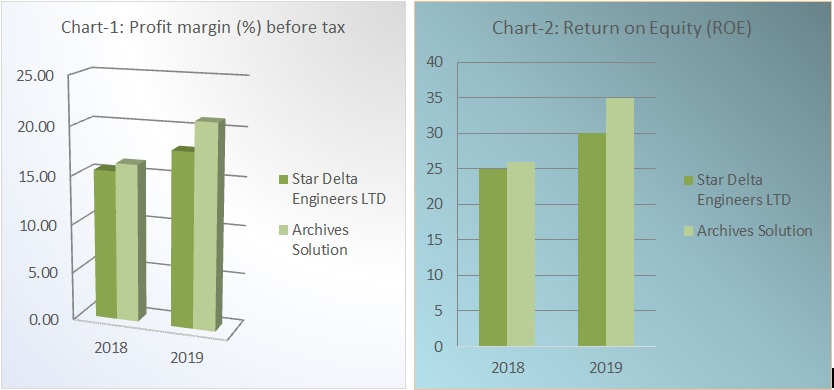 Chart-1: Profit margin (%) before tax
25.00
20.00
15.00
10.00
5.00
0.00
2018
2019
Star Delta
Engineers LTD
Archives
Solution
Chart-2: Return on Equity (ROE)
40
35
30
25
20
15
10
5
0
2018
2019
Star Delta
Engineers LTD
Archives Solution